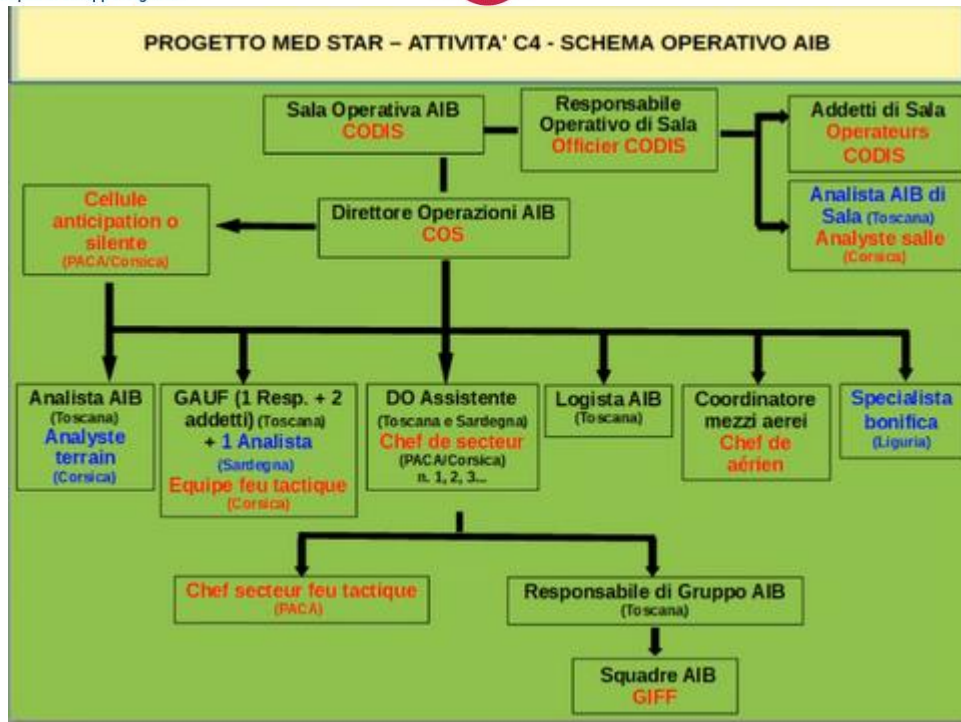 PROGETTO MED STAR – ATTIVITA' C4 - SCHEMA OPERATIVO AIB
Sala Operativa AIB
CODIS
Responsabile
Operativo di Sala
Officier CODIS
Addetti di Sala
Operateurs
CODIS
Analista AIB di
Sala (Toscana)
Analyste salle
(Corsica)
Cellule
anticipation o
silente
(PACA/Corsica)
Direttore Operazioni AIB
COS
Analista AIB
(Toscana)
Analyste
terrain
(Corsica)
GAUF (1 Resp. + 2
addetti) (Toscana)
+ 1 Analista
(Sardegna)
Equipe feu tactique
(Corsica)
DO Assistente
(Toscana e Sardegna)
Chef de secteur
(PACA/Corsica)
n. 1, 2, 3...
Logista AIB
(Toscana)
Coordinatore
mezzi aerei
Chef de
aérien
Specialista
bonifica
(Liguria)
Chef secteur feu tactique
(PACA)
Responsabile di Gruppo AIB
(Toscana)
Squadre AIB
GIFF